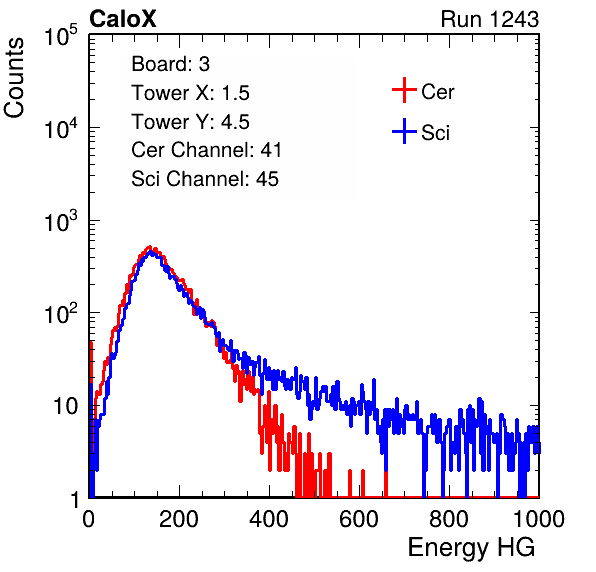 CaloX Run 1243
Counts
Board: 3
Tower X: 1.5
Tower Y: 4.5
Cer Channel: 41
Sci Channel: 45
Cer
Sci
10^5
10^4
10^3
10^2
10
1
0 200 400 600 800 1000
Energy HG